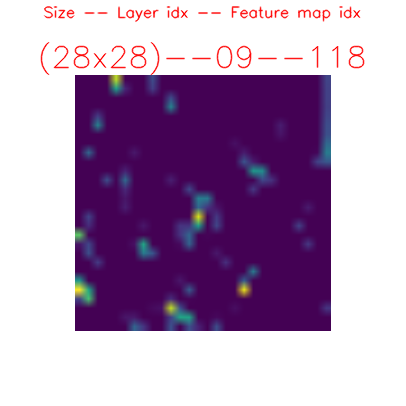 Size -- Layer idx -- Feature map idx
(28x28)--09--118